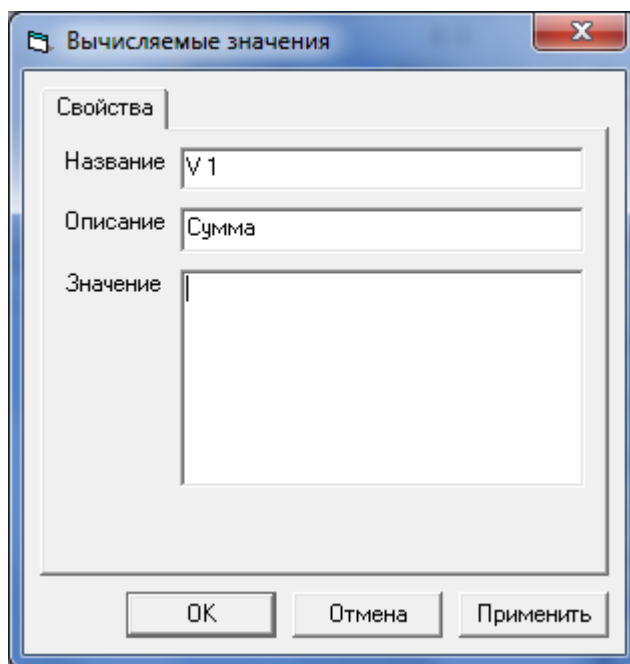 Вычисляемые значения
Свойства
Название V 1
Описание Сумма
Значение
OK Отмена Применить